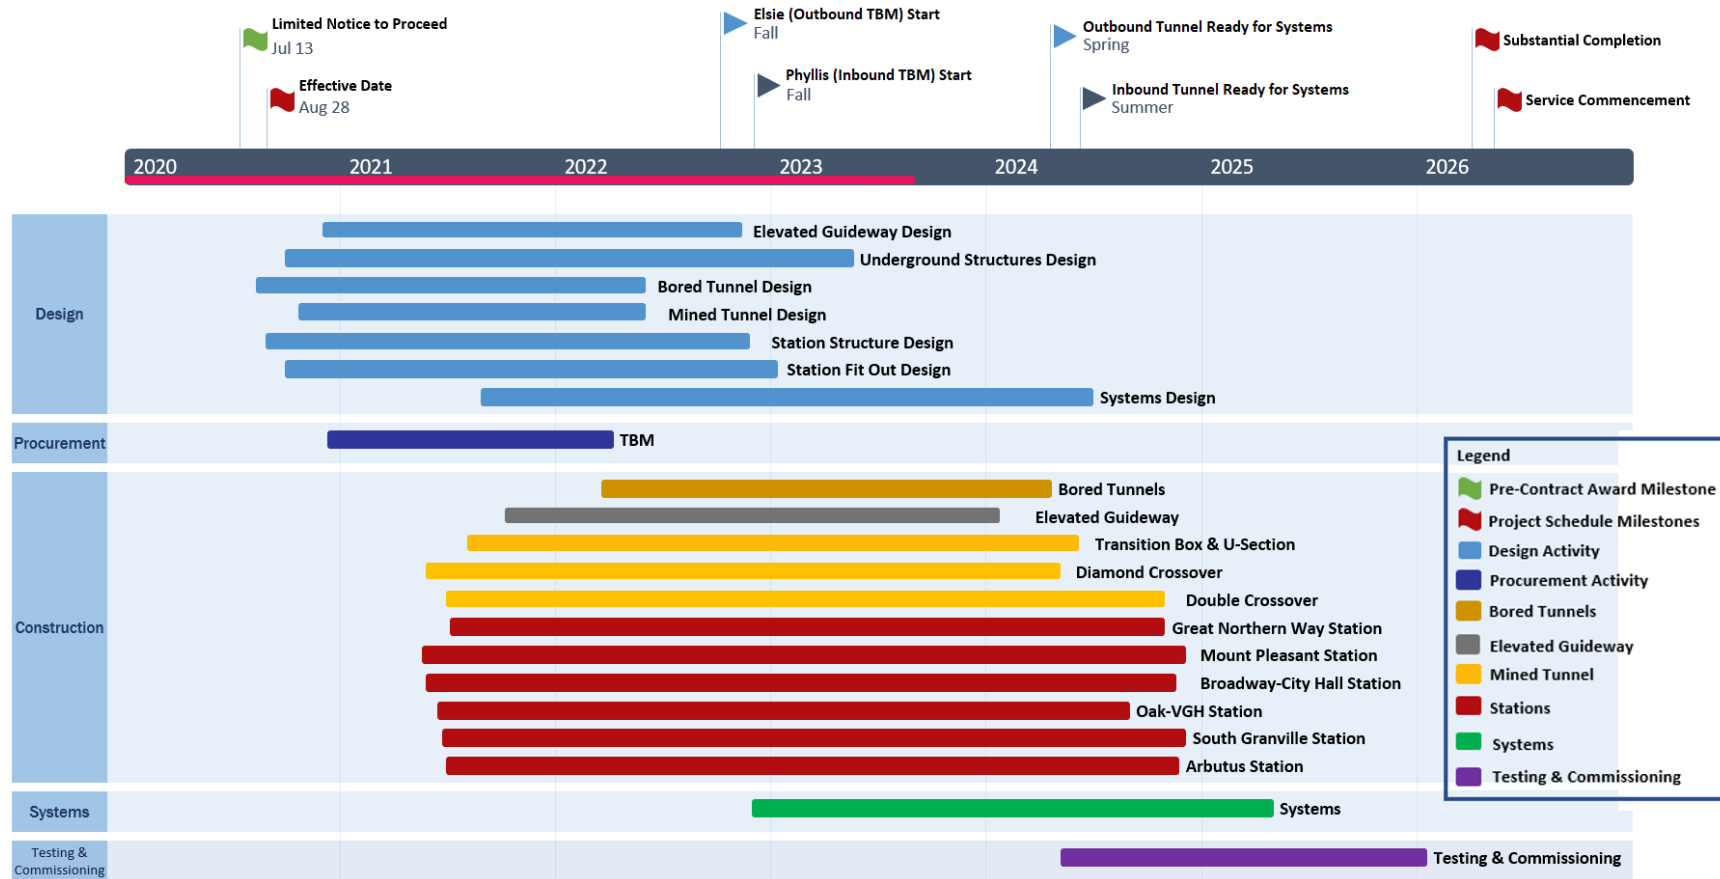 Limited Notice to Proceed
Jul 13
Effective Date
Aug 28
Elsie (Outbound TBM) Start
Fall
Phyllis (Inbound TBM) Start
Fall
Outbound Tunnel Ready for Systems
Spring
Inbound Tunnel Ready for Systems
Summer
Substantial Completion
Service Commencement
2020 2021 2022 2023 2024 2025 2026
Design
Elevated Guideway Design
Underground Structures Design
Bored Tunnel Design
Mined Tunnel Design
Station Structure Design
Station Fit Out Design
Systems Design
Procurement
TBM
Construction
Bored Tunnels
Elevated Guideway
Transition Box & U-Section
Diamond Crossover
Double Crossover
Great Northern Way Station
Mount Pleasant Station
Broadway-City Hall Station
Oak-VGH Station
South Granville Station
Arbutus Station
Systems
Systems
Testing &
Commissioning
Testing & Commissioning
Legend
Pre-Contract Award Milestone
Project Schedule Milestones
Design Activity
Procurement Activity
Bored Tunnels
Elevated Guideway
Mined Tunnel
Stations
Systems
Testing & Commissioning